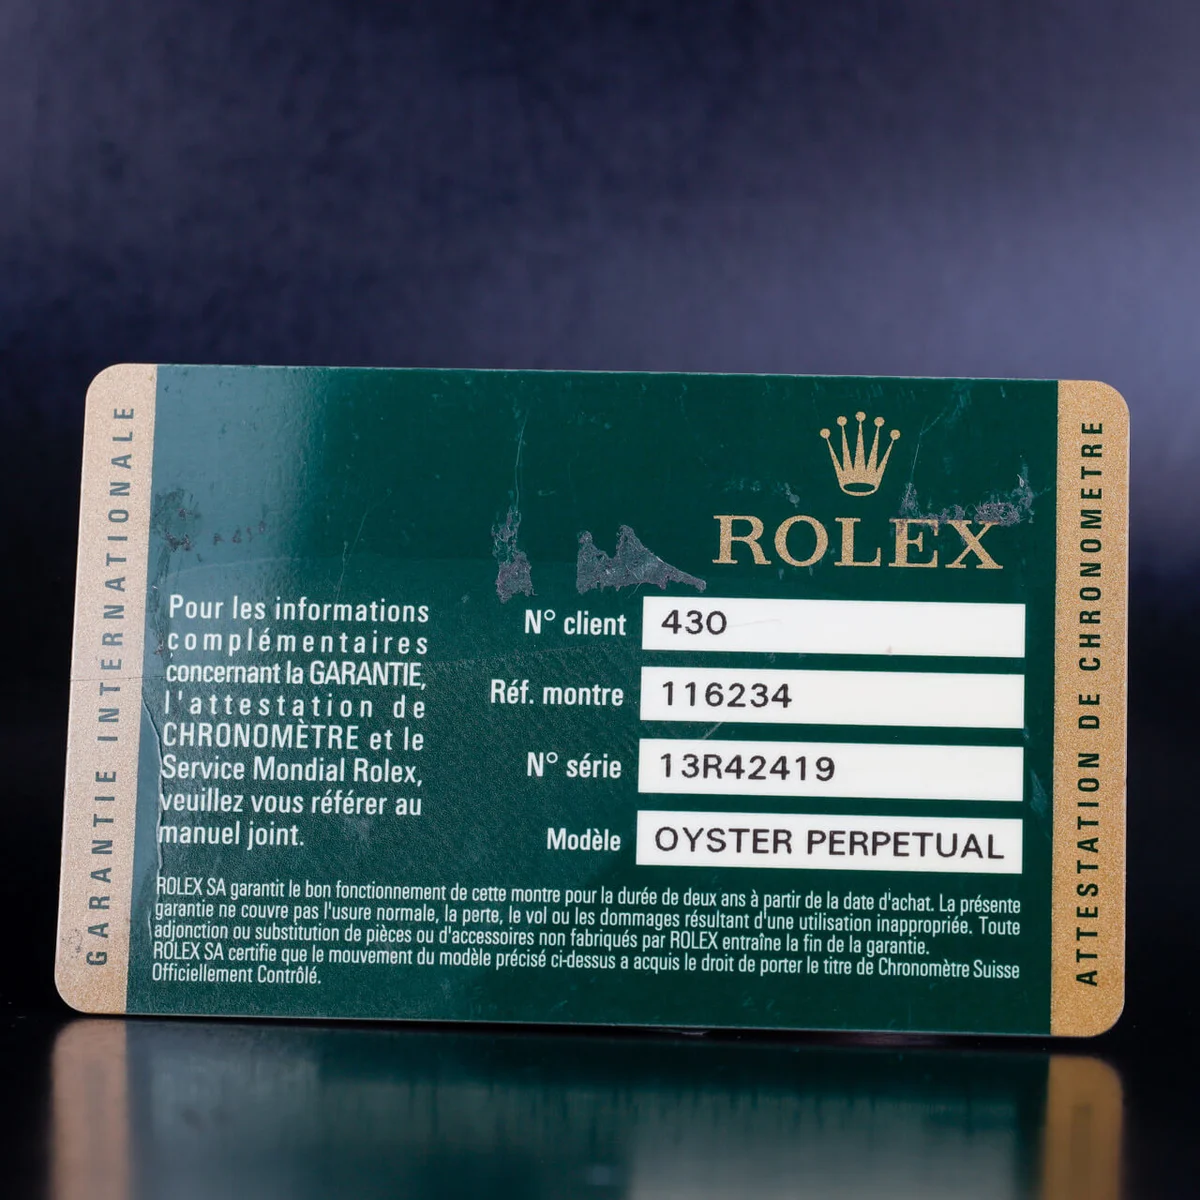 GARANTIE INTERNATIONALE
ROLEX
Pour les informations
complémentaires
concernant la GARANTIE,
l'attestation de
CHRONOMÈTRE et le
Service Mondial Rolex,
veuillez vous référer au
manuel joint.
N° client 430
Réf. montre 116234
N° série 13R42419
Modèle OYSTER PERPETUAL
ROLEX SA garantit le bon fonctionnement de cette montre pour la durée de deux ans à partir de la date d'achat. La présente
garantie ne couvre pas l'usure normale, la perte, le vol ou les dommages résultant d'une utilisation inappropriée. Toute
adjonction ou substitution de pièces ou d'accessoires non fabriqués par ROLEX entraîne la fin de la garantie.
ROLEX SA certifie que le mouvement du modèle précisé ci-dessus a acquis le droit de porter le titre de Chronomètre Suisse
Officiellement Contrôlé.
ATTESTATION DE CHRONOMETRE